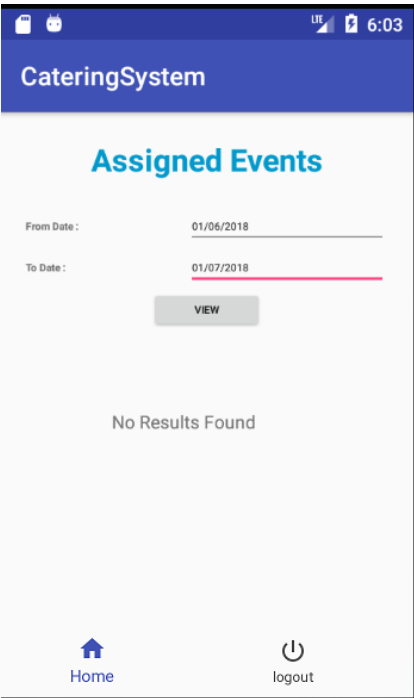 LTE 6:03
CateringSystem
Assigned Events
From Date : 01/06/2018
To Date : 01/07/2018
VIEW
No Results Found
Home logout